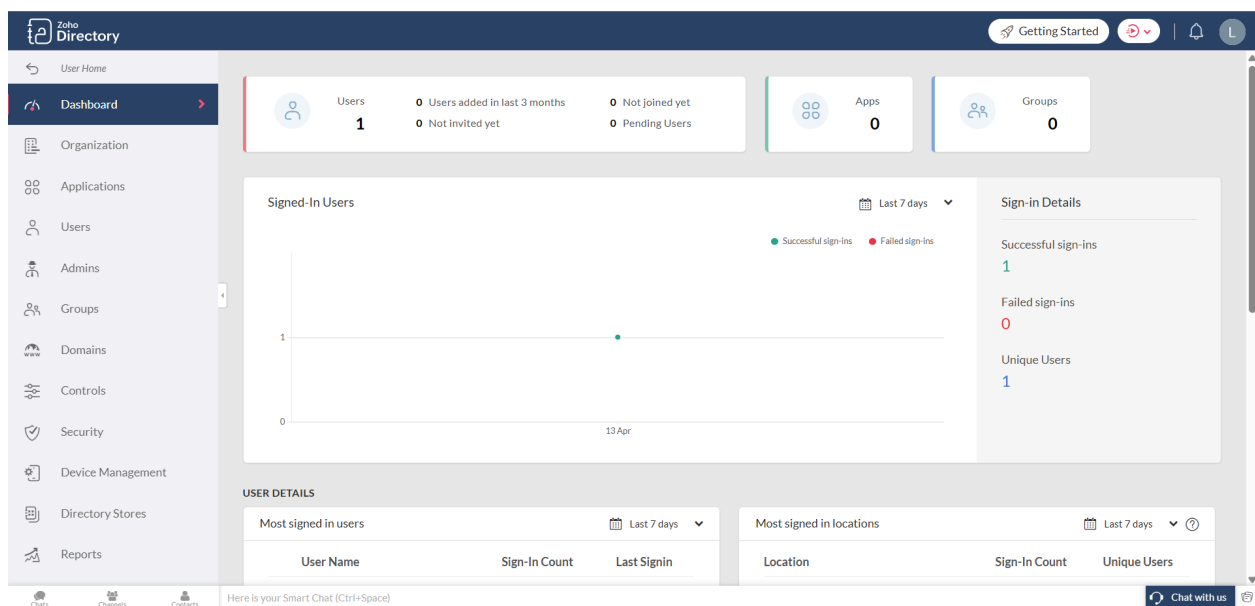 Zoho
Directory
Getting Started
L
User Home
Dashboard
Organization
Applications
Users
Admins
Groups
Domains
Controls
Security
Device Management
Directory Stores
Reports
Users
1
0 Users added in last 3 months
0 Not joined yet
0 Not invited yet
0 Pending Users
Apps
0
Groups
0
Signed-In Users
Last 7 days
Successful sign-ins
Failed sign-ins
1
0
13 Apr
Sign-in Details
Successful sign-ins
1
Failed sign-ins
0
Unique Users
1
USER DETAILS
Most signed in users
Last 7 days
User Name
Sign-In Count
Last Signin
Most signed in locations
Last 7 days
?
Location
Sign-In Count
Unique Users
Chats
Channels
Contacts
Here is your Smart Chat (Ctrl+Space)
Chat with us